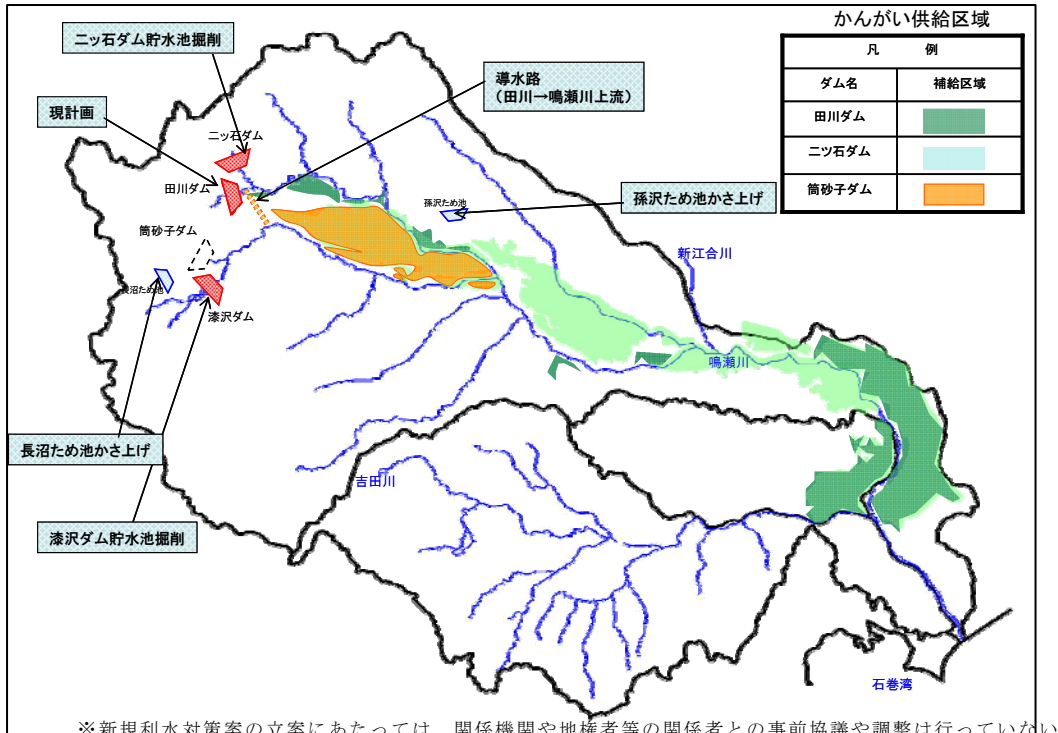 かんがい供給区域
凡　例
ダム名　補給区域
田川ダム
二ツ石ダム
筒砂子ダム
二ッ石ダム貯水池掘削
導水路
（田川→鳴瀬川上流）
現計画
二ッ石ダム
田川ダム
孫沢ため池
孫沢ため池かさ上げ
筒砂子ダム
新江合川
長沼ため池
漆沢ダム
鳴瀬川
長沼ため池かさ上げ
吉田川
漆沢ダム貯水池掘削
石巻湾
※新規利水対策案の立案にあたっては、関係機関や地権者等の関係者との事前協議や調整は行っていない